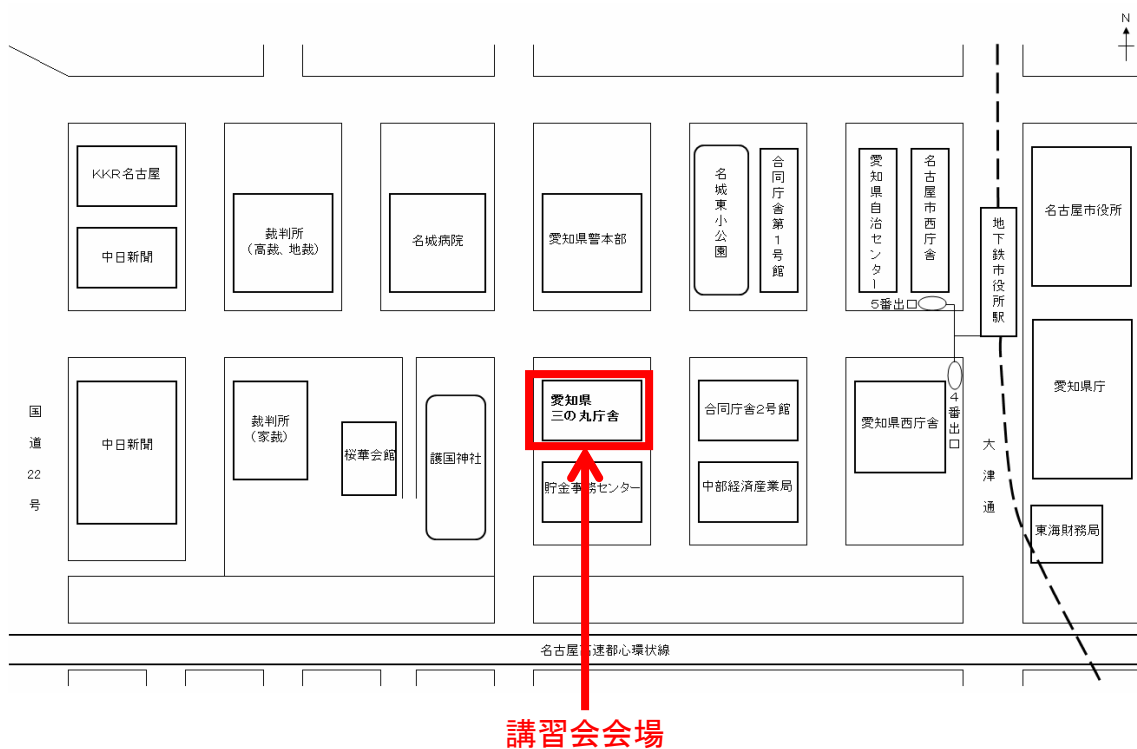 N
KKR名古屋
中日新聞
裁判所
(高裁、地裁)
名城病院
愛知県警本部
名城東小公園
合同庁舎第1号館
愛知県自治センター
名古屋市西庁舎
地下鉄市役所駅
名古屋市役所
5番出口
国道22号
中日新聞
裁判所
(家裁)
桜華会館
護国神社
愛知県
三の丸庁舎
貯金事務センター
合同庁舎2号館
中部経済産業局
愛知県西庁舎
4番出口
大津通
愛知県庁
東海財務局
名古屋高速都心環状線
講習会会場